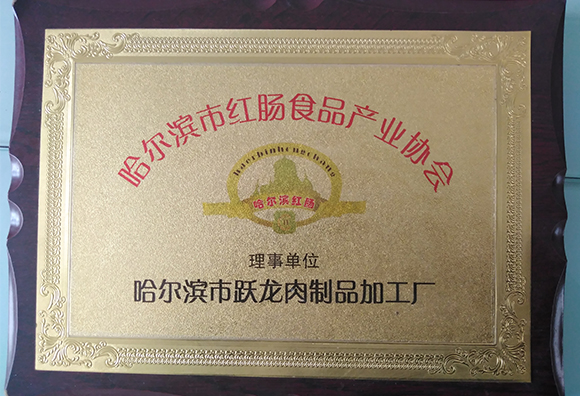 哈尔滨市红肠食品产业协会
haerbinhongchang
哈尔滨红肠
理事单位
哈尔滨市跃龙肉制品加工厂